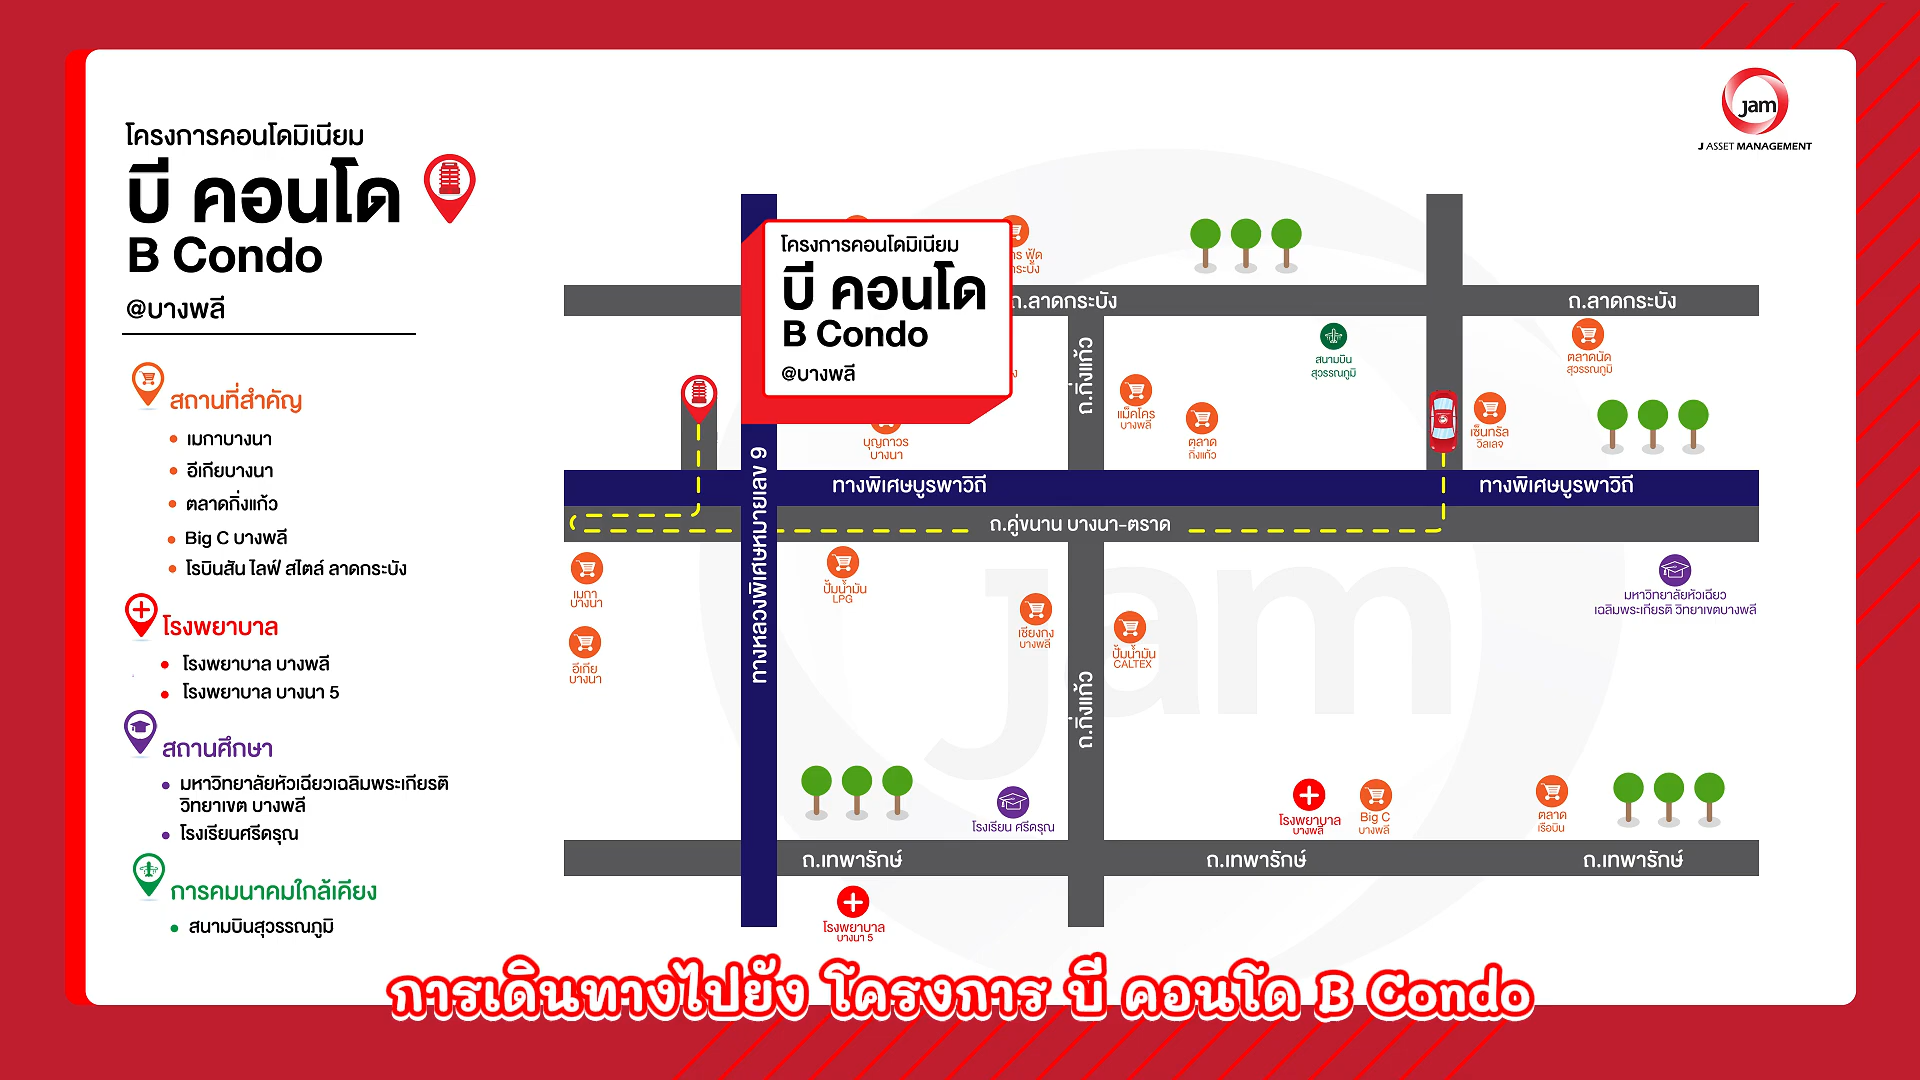 โครงการคอนโดมิเนียม
บี คอนโด
B Condo
@บางพลี
สถานที่สำคัญ
เมกาบางนา
อีเกียบางนา
ตลาดกิ่งแก้ว
Big C บางพลี
โรบินสัน ไลฟ์ สไตล์ ลาดกระบัง
โรงพยาบาล
โรงพยาบาล บางพลี
โรงพยาบาล บางนา 5
สถานศึกษา
มหาวิทยาลัยหัวเฉียวเฉลิมพระเกียรติ
วิทยาเขต บางพลี
โรงเรียนศรีดรุณ
การคมนาคมใกล้เคียง
สนามบินสุวรรณภูมิ
jam
J ASSET MANAGEMENT
โครงการคอนโดมิเนียม
บี คอนโด
B Condo
@บางพลี
ถ.ลาดกระบัง
ถ.ลาดกระบัง
ถ.กิ่งแก้ว
สนามบิน
สุวรรณภูมิ
ตลาดนัด
สุวรรณภูมิ
แม็คโคร
บางพลี
ตลาด
กิ่งแก้ว
เซ็นทรัล
วิลเลจ
บุญถาวร
บางนา
ทางหลวงพิเศษหมายเลข 9
ทางพิเศษบูรพาวิถี
ทางพิเศษบูรพาวิถี
ถ.คู่ขนาน บางนา-ตราด
เมกา
บางนา
อีเกีย
บางนา
ปั๊มน้ำมัน
LPG
เชียงกง
บางพลี
ปั๊มน้ำมัน
CALTEX
มหาวิทยาลัยหัวเฉียว
เฉลิมพระเกียรติ วิทยาเขตบางพลี
ถ.กิ่งแก้ว
โรงเรียน ศรีดรุณ
โรงพยาบาล
บางพลี
Big C
บางพลี
ตลาด
เรือบิน
ถ.เทพารักษ์
ถ.เทพารักษ์
ถ.เทพารักษ์
โรงพยาบาล
บางนา 5
การเดินทางไปยัง โครงการ บี คอนโด B Condo